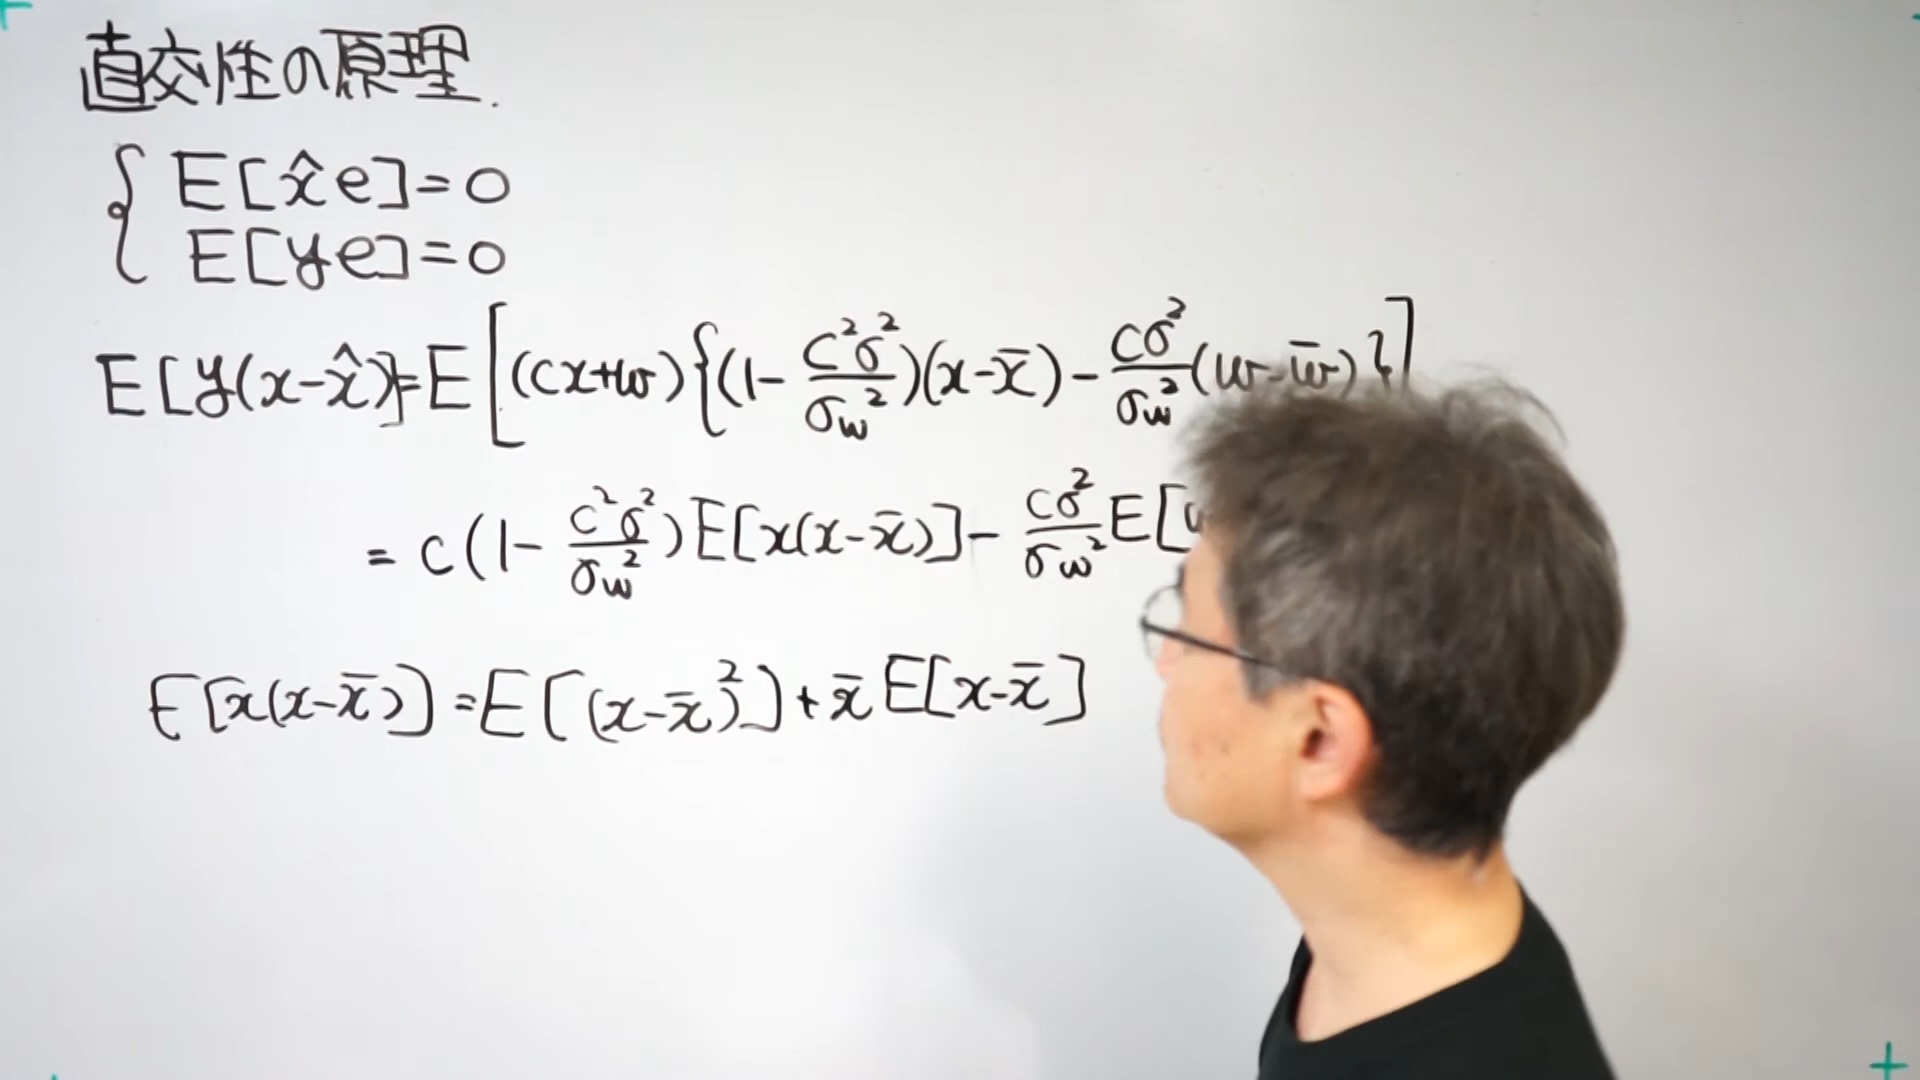 直交性の原理.
{ E[x̂e]=0
E[ye]=0
E[y(x-x̂)]=E[(cx+w){(1-c²σ²/σw²)(x-x̄)-cσ²/σw²(w-w̄)}]
=c(1-c²σ²/σw²)E[x(x-x̄)]-cσ²/σw²E[
E[x(x-x̄)]=E[(x-x̄)²]+x̄E[x-x̄]